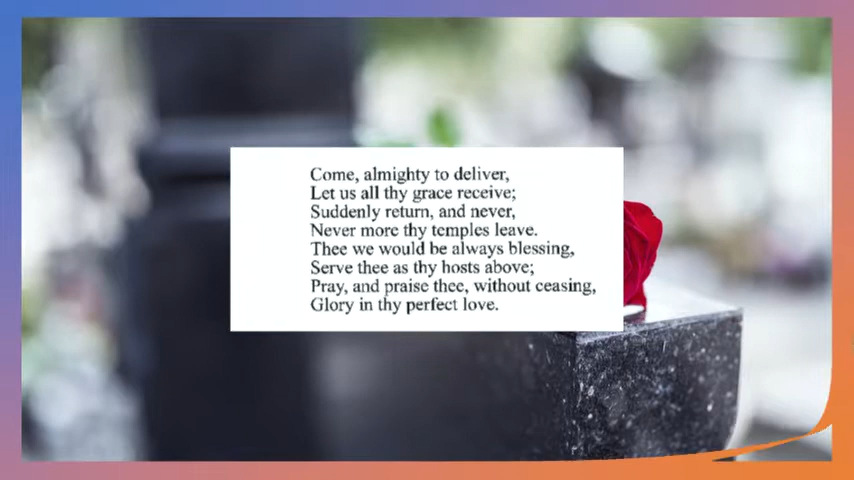 Come, almighty to deliver,
Let us all thy grace receive;
Suddenly return, and never,
Never more thy temples leave.
Thee we would be always blessing,
Serve thee as thy hosts above;
Pray, and praise thee, without ceasing,
Glory in thy perfect love.